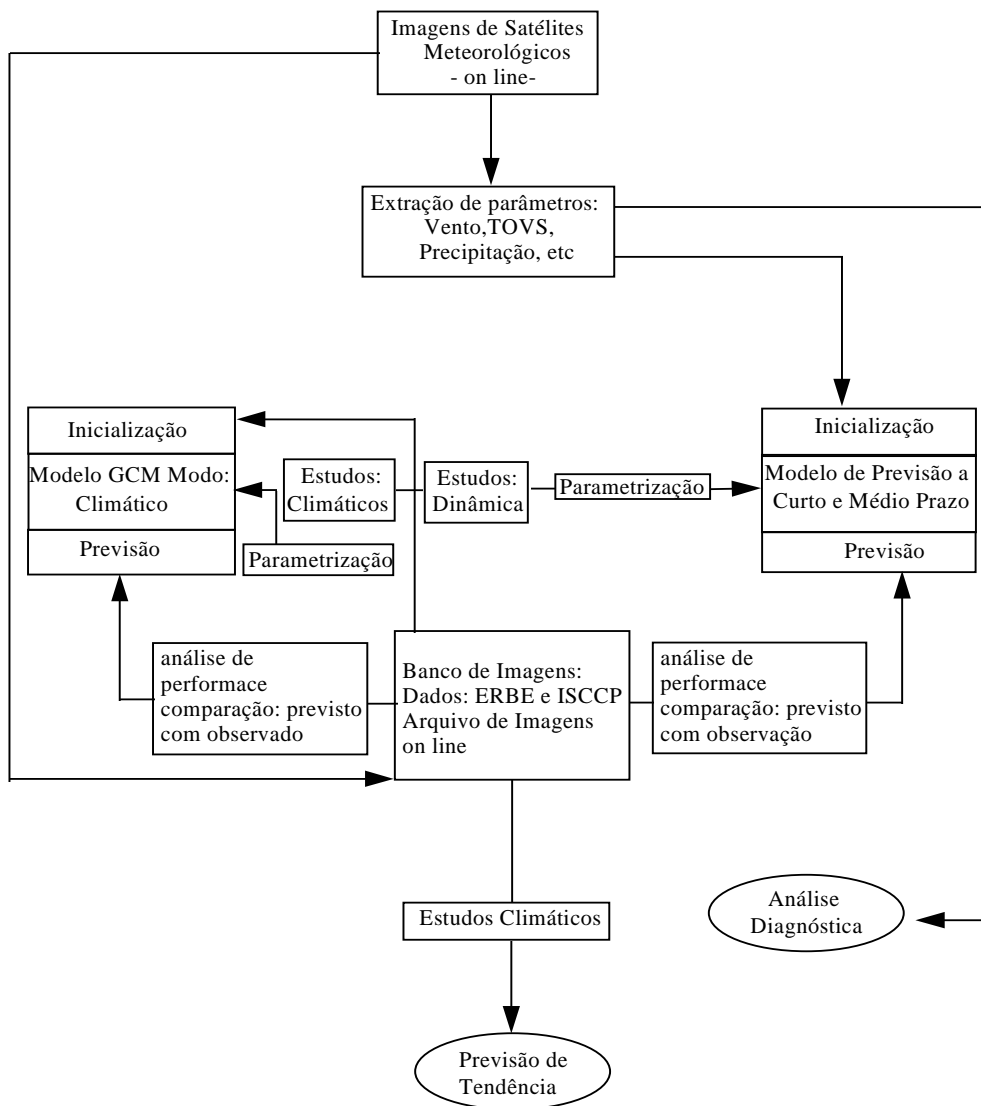 Imagens de Satélites
Meteorológicos
- on line-
Extração de parâmetros:
Vento,TOVS,
Precipitação, etc
Inicialização
Modelo GCM Modo:
Climático
Previsão
Estudos:
Climáticos
Parametrização
Estudos:
Dinâmica
Parametrização
Inicialização
Modelo de Previsão a
Curto e Médio Prazo
Previsão
análise de
performace
comparação: previsto
com observado
Banco de Imagens:
Dados: ERBE e ISCCP
Arquivo de Imagens
on line
análise de
performace
comparação: previsto
com observação
Estudos Climáticos
Análise
Diagnóstica
Previsão de
Tendência